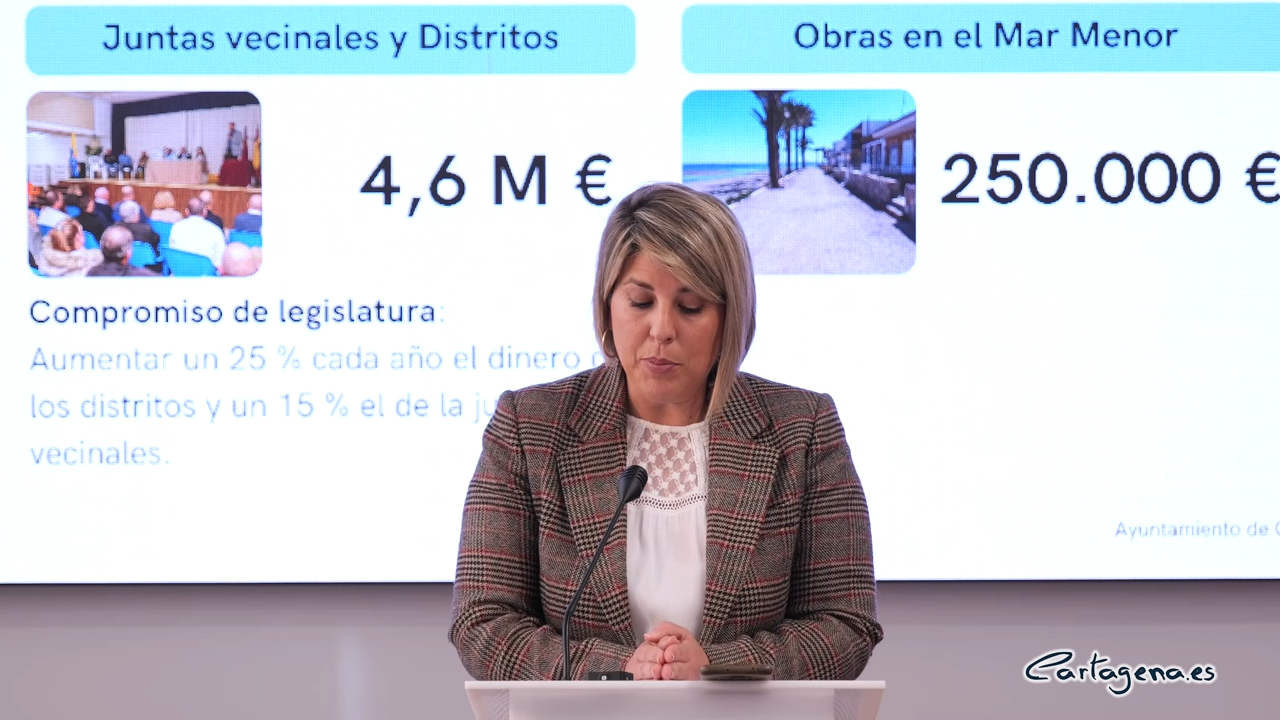 Juntas vecinales y Distritos
4,6 M €
Compromiso de legislatura:
Aumentar un 25 % cada año el dinero
los distritos y un 15 % el de la
vecinales.
Obras en el Mar Menor
250.000 €
Ayuntamiento de
Cartagena.es